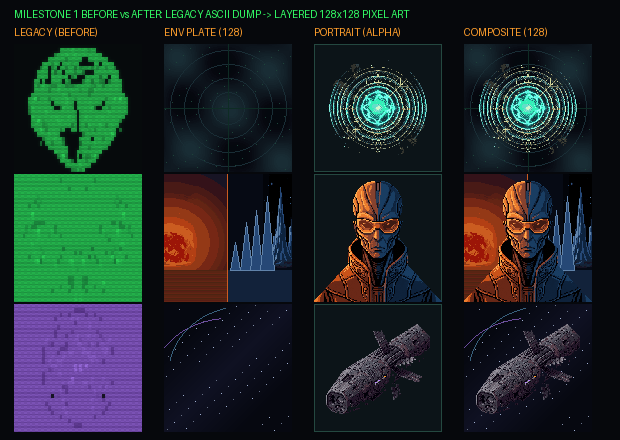 MILESTONE 1 BEFORE vs AFTER: LEGACY ASCII DUMP -> LAYERED 128x128 PIXEL ART
LEGACY (BEFORE)
ENV PLATE (128)
PORTRAIT (ALPHA)
COMPOSITE (128)